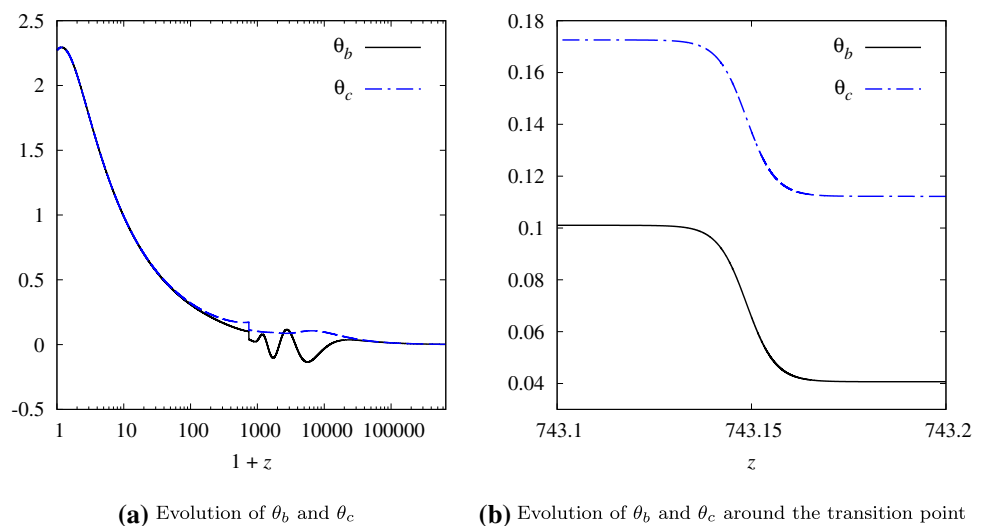 2.5
2
1.5
1
0.5
0
-0.5
θb
θc
1 10 100 1000 10000 100000
1 + z
(a) Evolution of θb and θc
0.18
0.16
0.14
0.12
0.1
0.08
0.06
0.04
θb
θc
743.1 743.15 743.2
z
(b) Evolution of θb and θc around the transition point